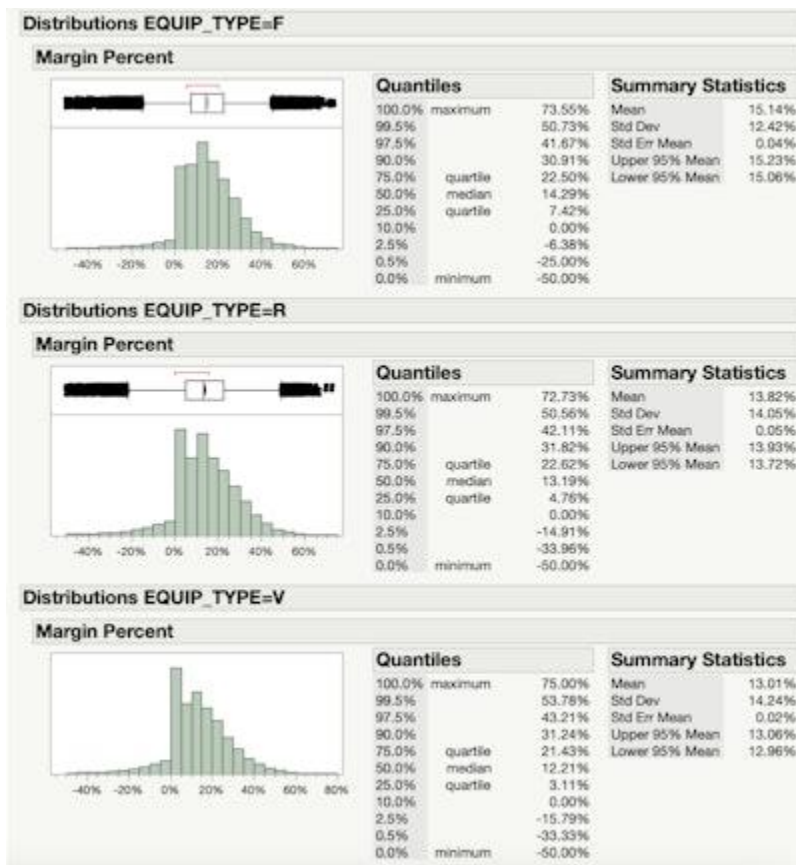 Distributions EQUIP_TYPE=F
Margin Percent
Quantiles
100.0% maximum 73.55%
99.5% 50.73%
97.5% 41.67%
90.0% 30.91%
75.0% quartile 22.50%
50.0% median 14.29%
25.0% quartile 7.42%
10.0% 0.00%
2.5% -6.38%
0.5% -25.00%
0.0% minimum -50.00%
Summary Statistics
Mean 15.14%
Std Dev 12.42%
Std Err Mean 0.04%
Upper 95% Mean 15.23%
Lower 95% Mean 15.06%
-40% -20% 0% 20% 40% 60%
Distributions EQUIP_TYPE=R
Margin Percent
Quantiles
100.0% maximum 72.73%
99.5% 50.56%
97.5% 42.11%
90.0% 31.82%
75.0% quartile 22.62%
50.0% median 13.19%
25.0% quartile 4.76%
10.0% 0.00%
2.5% -14.91%
0.5% -33.96%
0.0% minimum -50.00%
Summary Statistics
Mean 13.82%
Std Dev 14.05%
Std Err Mean 0.05%
Upper 95% Mean 13.93%
Lower 95% Mean 13.72%
-40% -20% 0% 20% 40% 60%
Distributions EQUIP_TYPE=V
Margin Percent
Quantiles
100.0% maximum 75.00%
99.5% 53.78%
97.5% 43.21%
90.0% 31.24%
75.0% quartile 21.43%
50.0% median 12.21%
25.0% quartile 3.11%
10.0% 0.00%
2.5% -15.79%
0.5% -33.33%
0.0% minimum -50.00%
Summary Statistics
Mean 13.01%
Std Dev 14.24%
Std Err Mean 0.02%
Upper 95% Mean 13.06%
Lower 95% Mean 12.96%
-40% -20% 0% 20% 40% 60% 80%